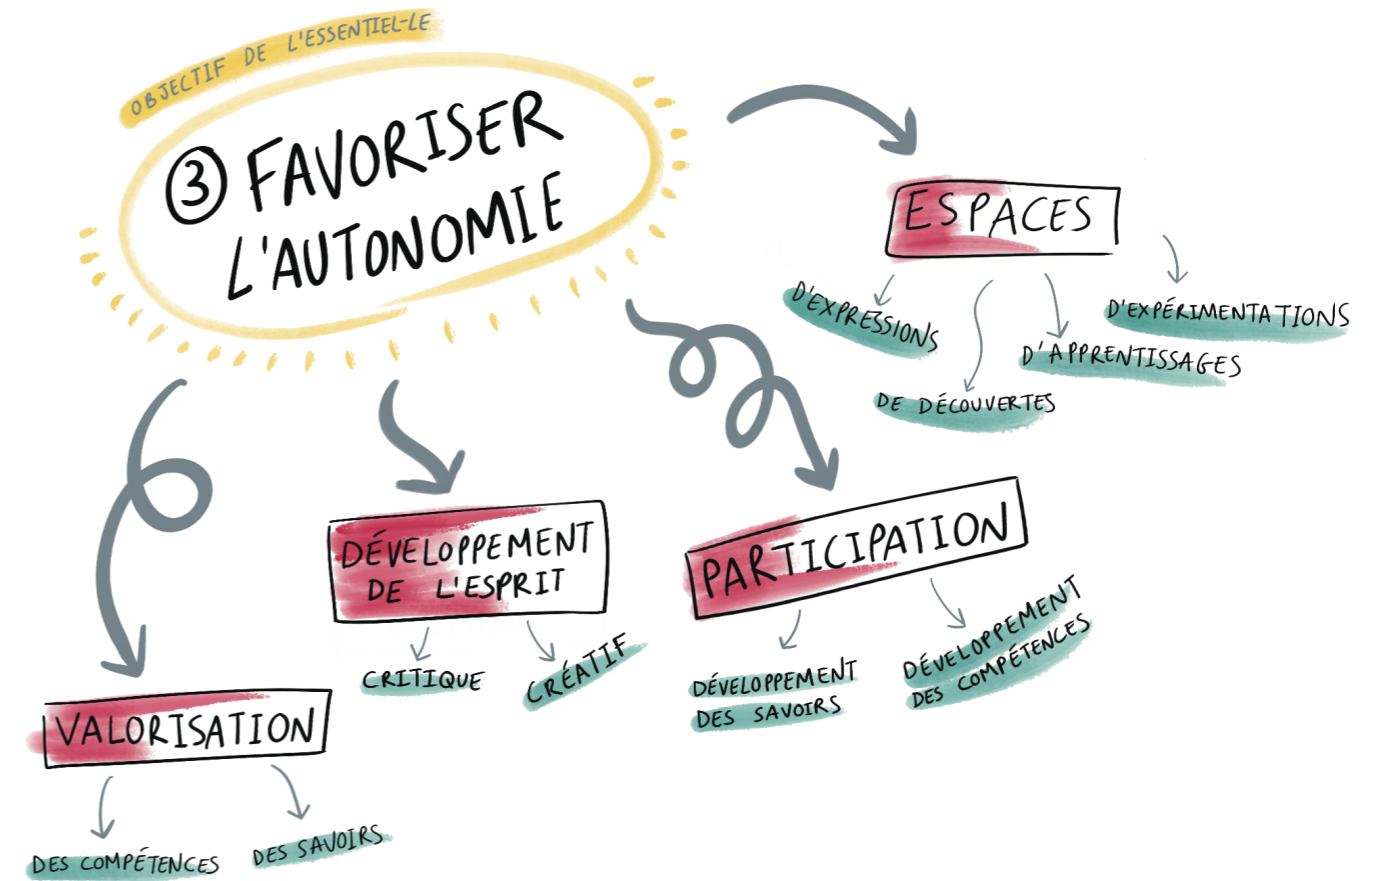 OBJECTIF DE L'ESSENTIEL-LE
③ FAVORISER
L'AUTONOMIE
ESPACES
D'EXPRESSIONS
DE DÉCOUVERTES
D'APPRENTISSAGES
D'EXPÉRIMENTATIONS
PARTICIPATION
DÉVELOPPEMENT
DES SAVOIRS
DÉVELOPPEMENT
DES COMPÉTENCES
DÉVELOPPEMENT
DE L'ESPRIT
CRITIQUE
CRÉATIF
VALORISATION
DES COMPÉTENCES
DES SAVOIRS